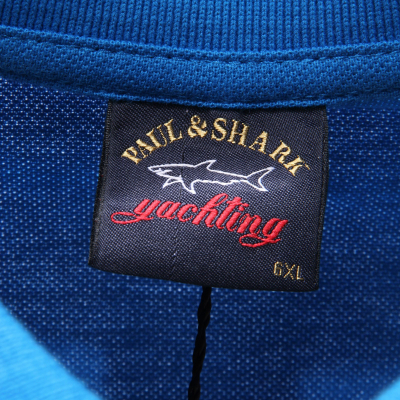 PAUL & SHARK
yachting
6XL